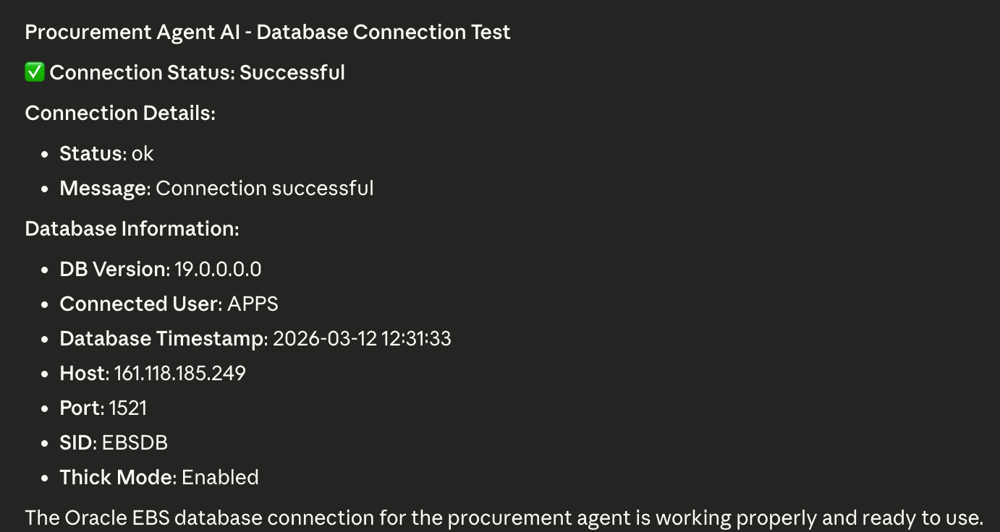 Procurement Agent AI - Database Connection Test
✅ Connection Status: Successful
Connection Details:
• Status: ok
• Message: Connection successful
Database Information:
• DB Version: 19.0.0.0.0
• Connected User: APPS
• Database Timestamp: 2026-03-12 12:31:33
• Host: 161.118.185.249
• Port: 1521
• SID: EBSDB
• Thick Mode: Enabled
The Oracle EBS database connection for the procurement agent is working properly and ready to use.